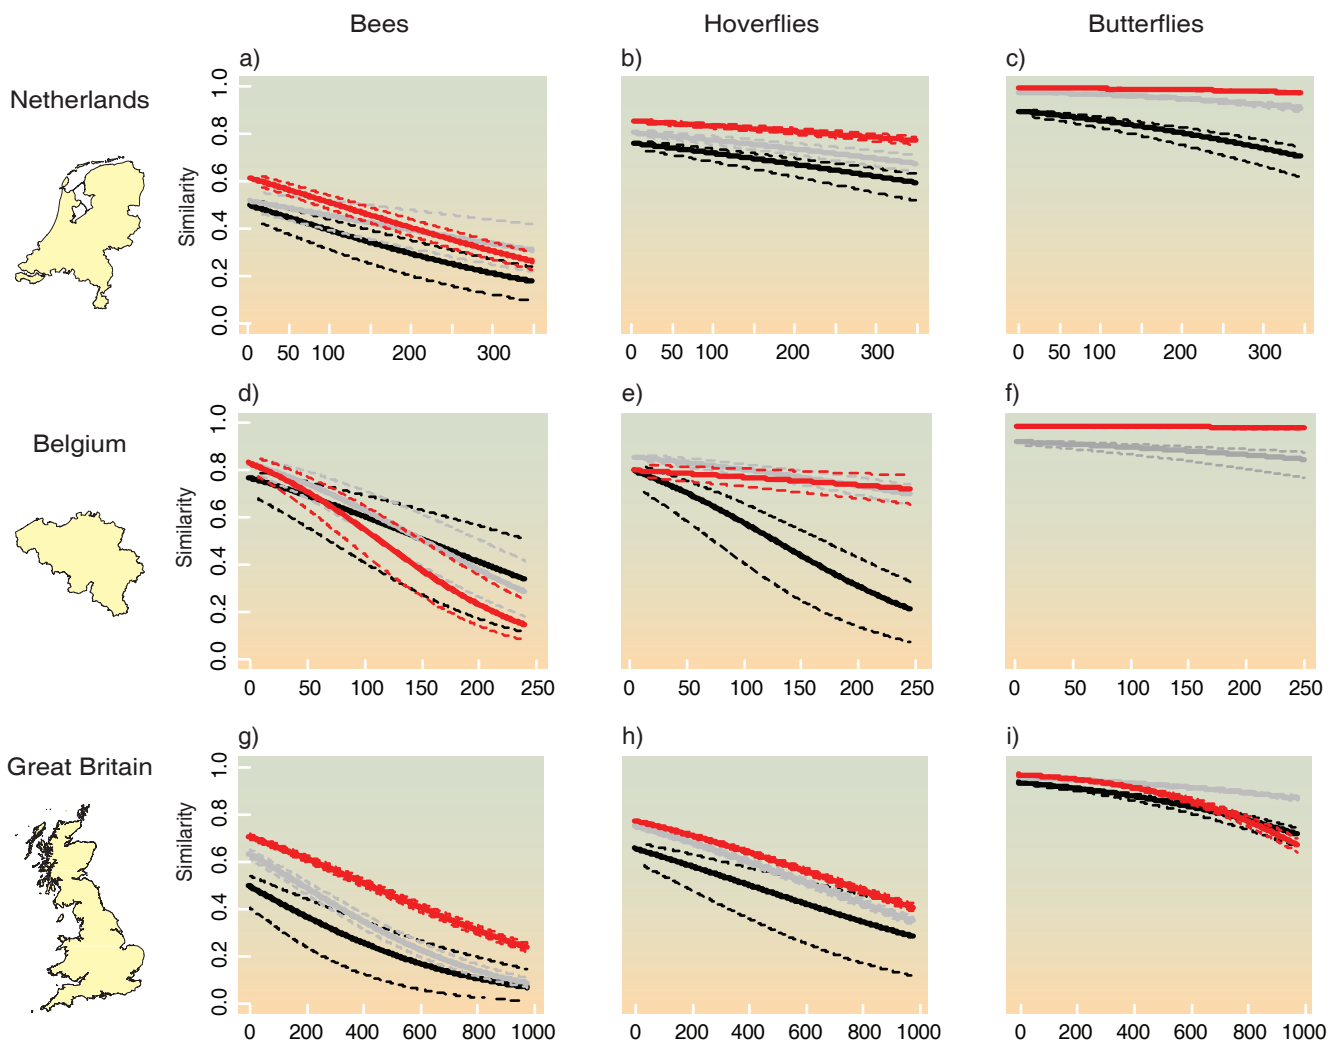 Bees Hoverflies Butterflies
a) b) c)
Netherlands
Similarity
0.0 0.2 0.4 0.6 0.8 1.0
0 50 100 200 300
0 50 100 200 300
0 50 100 200 300
d) e) f)
Belgium
Similarity
0.0 0.2 0.4 0.6 0.8 1.0
0 50 100 150 200 250
0 50 100 150 200 250
0 50 100 150 200 250
g) h) i)
Great Britain
Similarity
0.0 0.2 0.4 0.6 0.8 1.0
0 200 400 600 800 1000
0 200 400 600 800 1000
0 200 400 600 800 1000